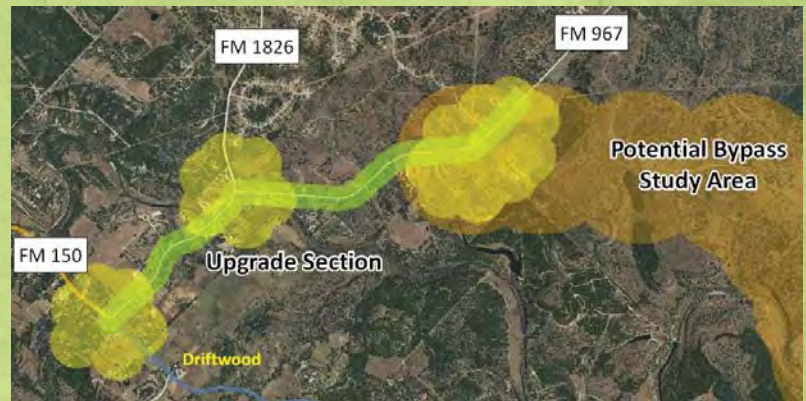 FM 1826
FM 967
Potential Bypass
Study Area
Upgrade Section
FM 150
Driftwood